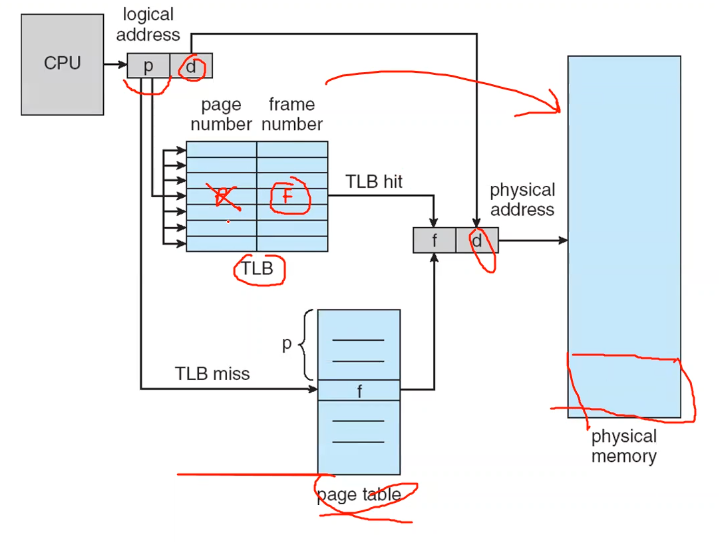 logical
address
CPU
p d
page frame
number number
TLB hit
F
physical
address
f d
TLB
p
TLB miss
f
page table
physical
memory